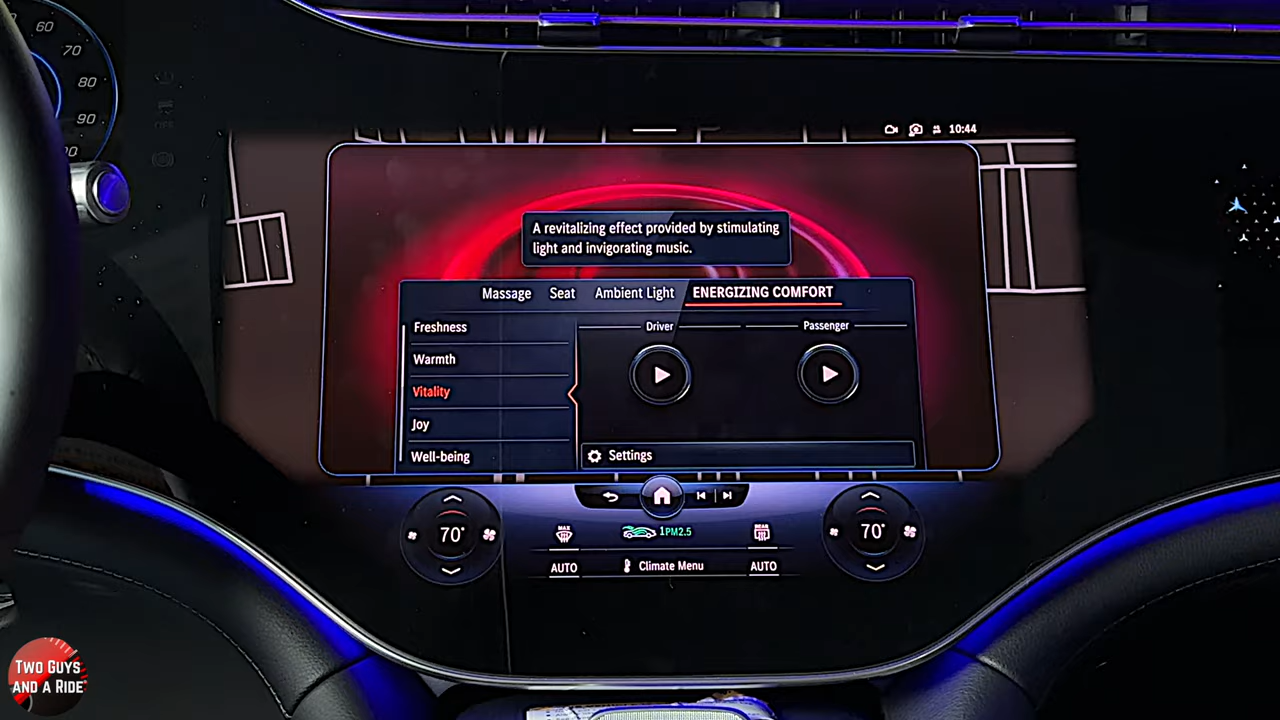 60
70
80
90
10:44
A revitalizing effect provided by stimulating
light and invigorating music.
Massage Seat Ambient Light ENERGIZING COMFORT
Freshness
Warmth
Vitality
Joy
Well-being
Driver Passenger
Settings
70°
MAX
1PM2.5
REAR
70°
AUTO
Climate Menu
AUTO
TWO GUYS
AND A RIDE